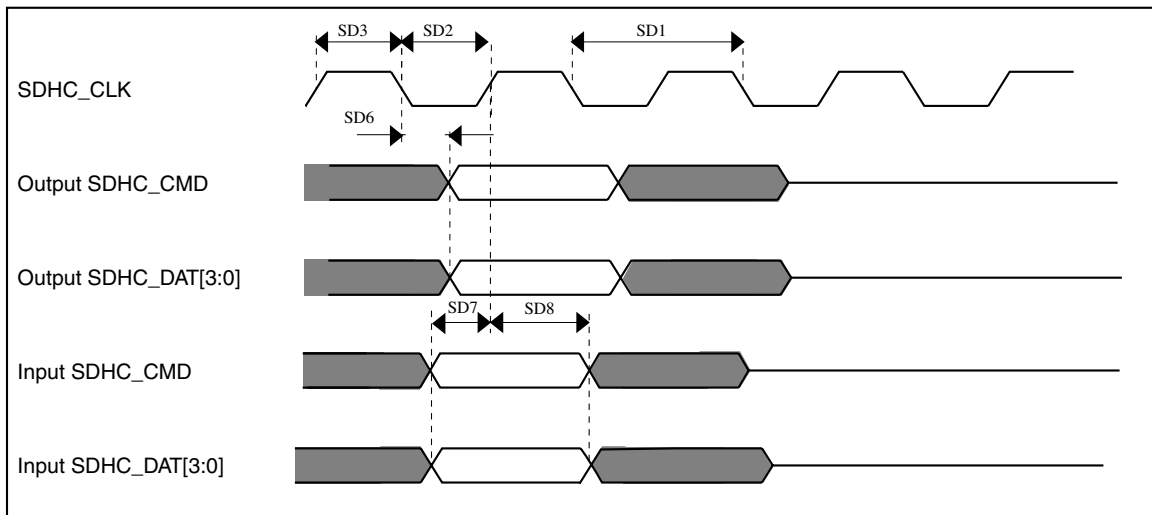 SD3 SD2 SD1
SDHC_CLK
SD6
Output SDHC_CMD
Output SDHC_DAT[3:0]
SD7 SD8
Input SDHC_CMD
Input SDHC_DAT[3:0]